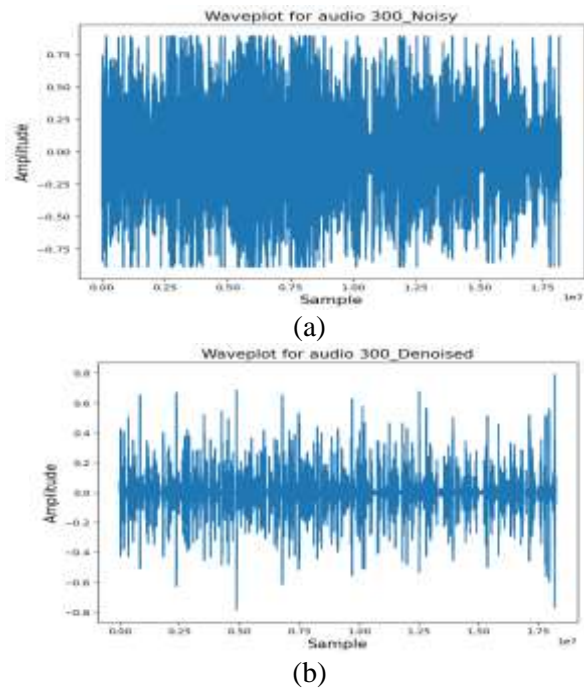 Waveplot for audio 300_Noisy
0.75
0.50
0.25
0.00
−0.25
−0.50
−0.75
Amplitude
0.00 0.25 0.50 0.75 1.00 1.25 1.50 1.75
Sample
1e7
(a)
Waveplot for audio 300_Denoised
0.8
0.6
0.4
0.2
0.0
−0.2
−0.4
−0.6
−0.8
Amplitude
0.00 0.25 0.50 0.75 1.00 1.25 1.50 1.75
Sample
1e7
(b)